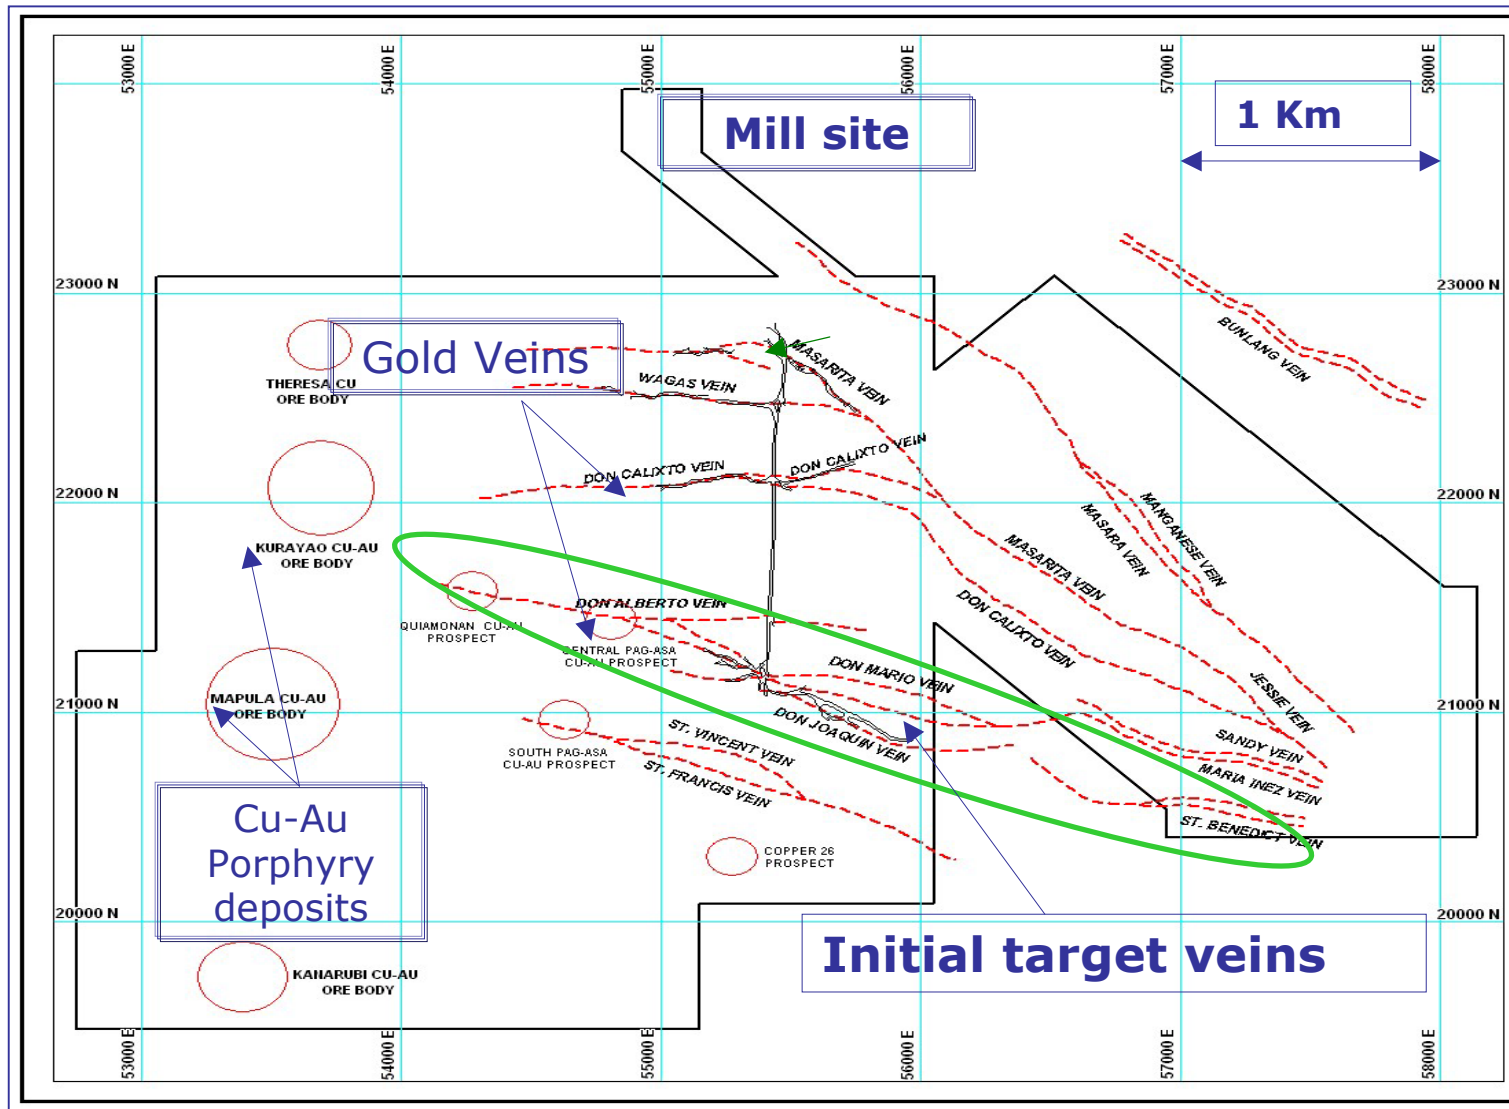 53000 E
54000 E
55000 E
56000 E
57000 E
58000 E
Mill site
1 Km
23000 N
23000 N
BUNLANG VEIN
Gold Veins
MASARITA VEIN
WAGAS VEIN
THERESA CU
ORE BODY
DON CALIXTO VEIN
DON CALIXTO VEIN
22000 N
22000 N
MANGANESE VEIN
MASARA VEIN
KURAYAO CU-AU
ORE BODY
MASARITA VEIN
DON CALIXTO VEIN
DON ALBERTO VEIN
QUIAMONAN CU-AU
PROSPECT
CENTRAL PAG-ASA
CU-AU PROSPECT
DON MARIO VEIN
JESSIE VEIN
MAPULA CU-AU
ORE BODY
21000 N
21000 N
DON JOAQUIN VEIN
SANDY VEIN
MARIA INEZ VEIN
ST. BENEDICT VEIN
SOUTH PAG-ASA
CU-AU PROSPECT
ST. VINCENT VEIN
ST. FRANCIS VEIN
Cu-Au
Porphyry
deposits
COPPER 26
PROSPECT
20000 N
20000 N
Initial target veins
KANARUBI CU-AU
ORE BODY
53000 E
54000 E
55000 E
56000 E
57000 E
58000 E